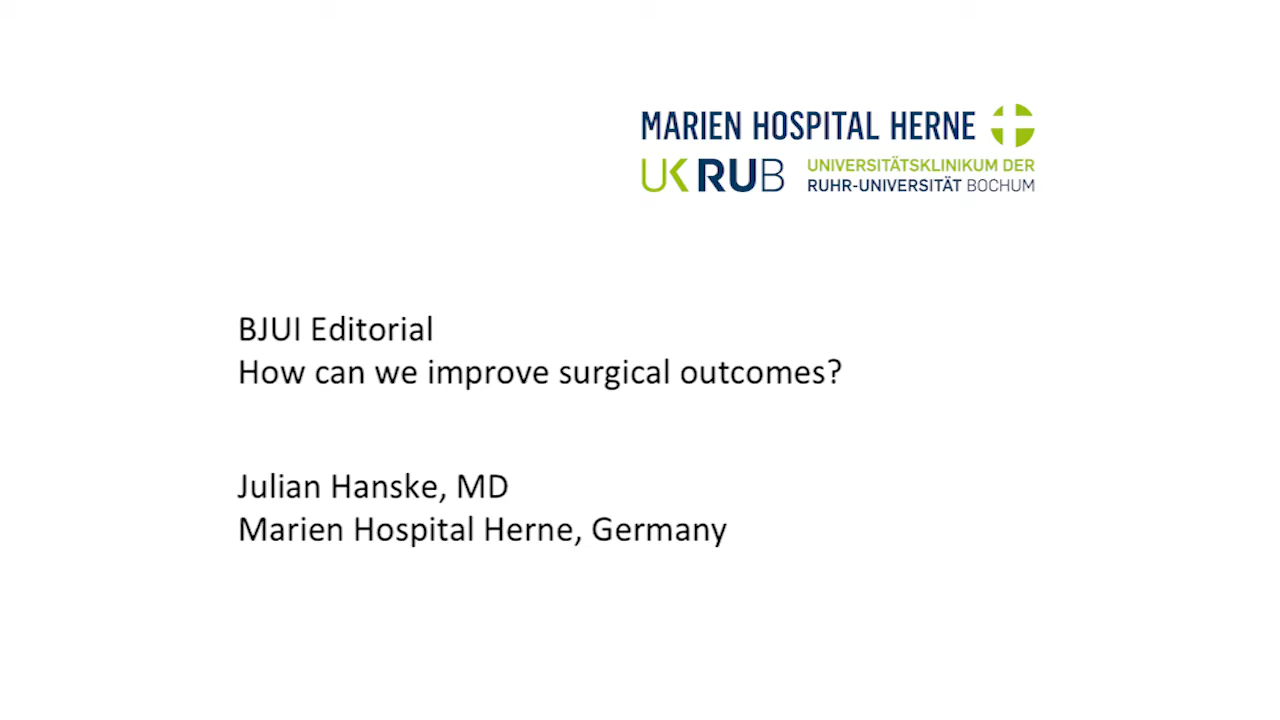 MARIEN HOSPITAL HERNE
UK RUB
UNIVERSITÄTSKLINIKUM DER
RUHR-UNIVERSITÄT BOCHUM
BJUI Editorial
How can we improve surgical outcomes?
Julian Hanske, MD
Marien Hospital Herne, Germany